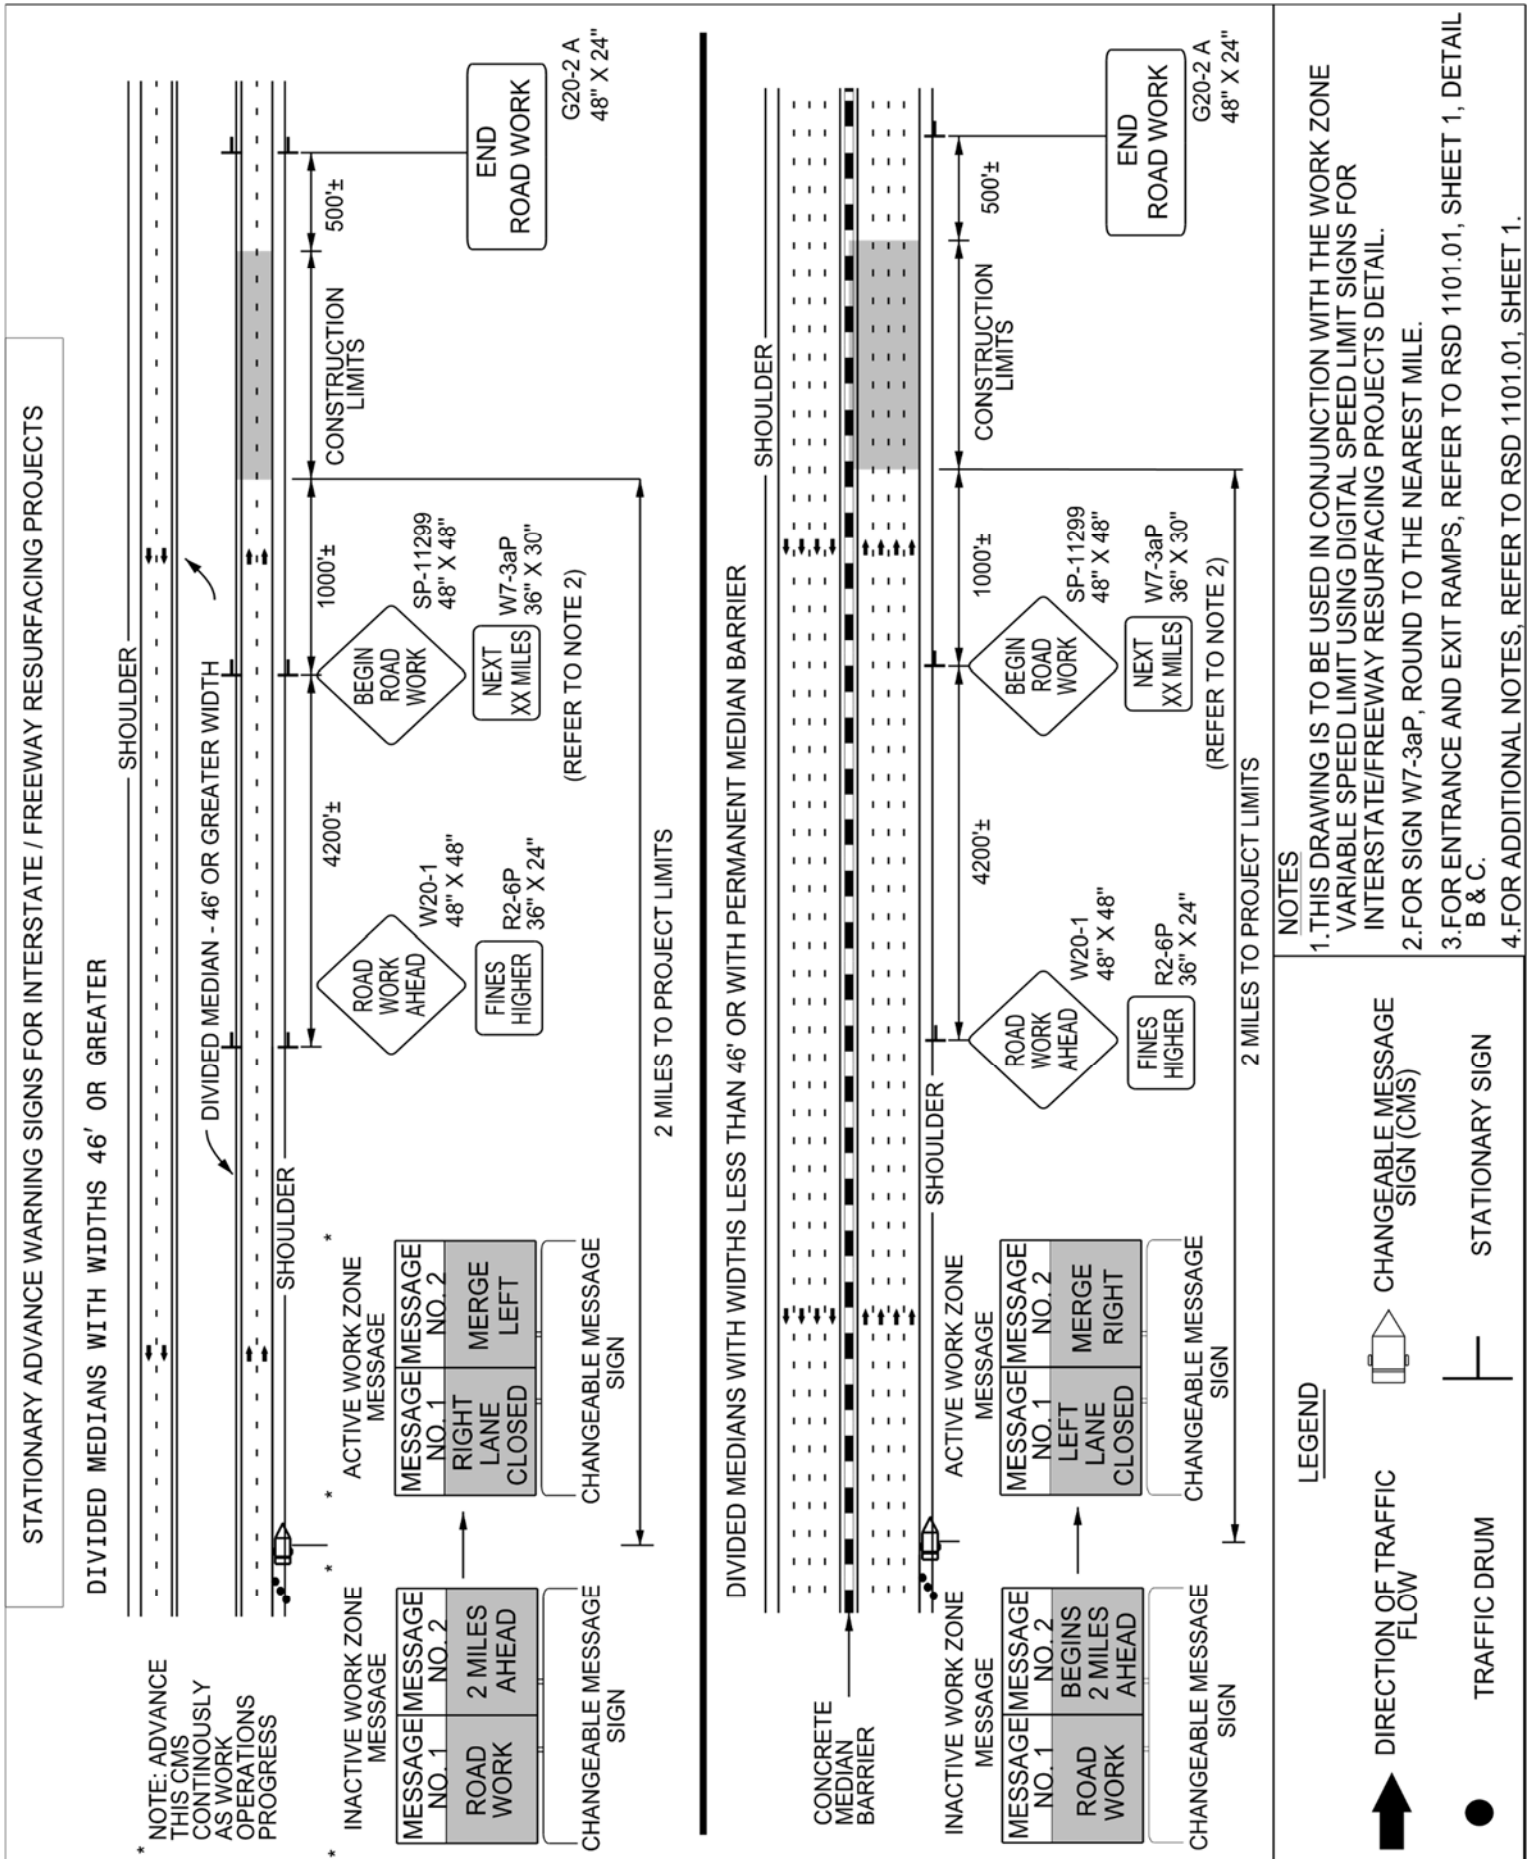 STATIONARY ADVANCE WARNING SIGNS FOR INTERSTATE / FREEWAY RESURFACING PROJECTS
DIVIDED MEDIANS WITH WIDTHS 46' OR GREATER
* NOTE: ADVANCE
THIS CMS
CONTINOUSLY
AS WORK
OPERATIONS
PROGRESS
SHOULDER
DIVIDED MEDIAN - 46' OR GREATER WIDTH
SHOULDER
4200'±
1000'±
CONSTRUCTION
LIMITS
500'±
*
INACTIVE WORK ZONE
MESSAGE
*
MESSAGE
NO. 1
MESSAGE
NO. 2
ROAD
WORK
2 MILES
AHEAD
CHANGEABLE MESSAGE
SIGN
*
ACTIVE WORK ZONE
MESSAGE
*
MESSAGE
NO. 1
MESSAGE
NO. 2
RIGHT
LANE
CLOSED
MERGE
LEFT
CHANGEABLE MESSAGE
SIGN
ROAD
WORK
AHEAD
W20-1
48" X 48"
FINES
HIGHER
R2-6P
36" X 24"
BEGIN
ROAD
WORK
SP-11299
48" X 48"
NEXT
XX MILES
W7-3aP
36" X 30"
(REFER TO NOTE 2)
END
ROAD WORK
G20-2 A
48" X 24"
2 MILES TO PROJECT LIMITS
DIVIDED MEDIANS WITH WIDTHS LESS THAN 46' OR WITH PERMANENT MEDIAN BARRIER
SHOULDER
CONCRETE
MEDIAN
BARRIER
SHOULDER
4200'±
1000'±
CONSTRUCTION
LIMITS
500'±
INACTIVE WORK ZONE
MESSAGE
MESSAGE
NO. 1
MESSAGE
NO. 2
ROAD
WORK
BEGINS
2 MILES
AHEAD
CHANGEABLE MESSAGE
SIGN
ACTIVE WORK ZONE
MESSAGE
MESSAGE
NO. 1
MESSAGE
NO. 2
LEFT
LANE
CLOSED
MERGE
RIGHT
CHANGEABLE MESSAGE
SIGN
ROAD
WORK
AHEAD
W20-1
48" X 48"
FINES
HIGHER
R2-6P
36" X 24"
BEGIN
ROAD
WORK
SP-11299
48" X 48"
NEXT
XX MILES
W7-3aP
36" X 30"
(REFER TO NOTE 2)
END
ROAD WORK
G20-2 A
48" X 24"
2 MILES TO PROJECT LIMITS
LEGEND
DIRECTION OF TRAFFIC
FLOW
CHANGEABLE MESSAGE
SIGN (CMS)
TRAFFIC DRUM
STATIONARY SIGN
NOTES
1. THIS DRAWING IS TO BE USED IN CONJUNCTION WITH THE WORK ZONE
VARIABLE SPEED LIMIT USING DIGITAL SPEED LIMIT SIGNS FOR
INTERSTATE/FREEWAY RESURFACING PROJECTS DETAIL.
2. FOR SIGN W7-3aP, ROUND TO THE NEAREST MILE.
3. FOR ENTRANCE AND EXIT RAMPS, REFER TO RSD 1101.01, SHEET 1, DETAIL
B & C.
4. FOR ADDITIONAL NOTES, REFER TO RSD 1101.01, SHEET 1.